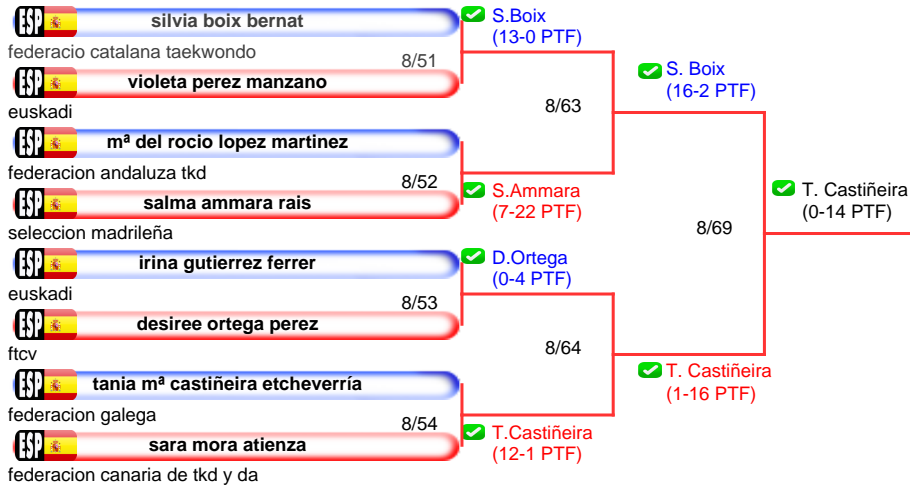 ESP silvia boix bernat
federacio catalana taekwondo
8/51
ESP violeta perez manzano
euskadi
ESP mª del rocio lopez martinez
federacion andaluza tkd
8/52
ESP salma ammara rais
seleccion madrileña
ESP irina gutierrez ferrer
euskadi
8/53
ESP desiree ortega perez
ftcv
ESP tania mª castiñeira etcheverría
federacion galega
8/54
ESP sara mora atienza
federacion canaria de tkd y da
S.Boix
(13-0 PTF)
8/63
S.Ammara
(7-22 PTF)
D.Ortega
(0-4 PTF)
8/64
T.Castiñeira
(12-1 PTF)
S. Boix
(16-2 PTF)
8/69
T. Castiñeira
(1-16 PTF)
T. Castiñeira
(0-14 PTF)